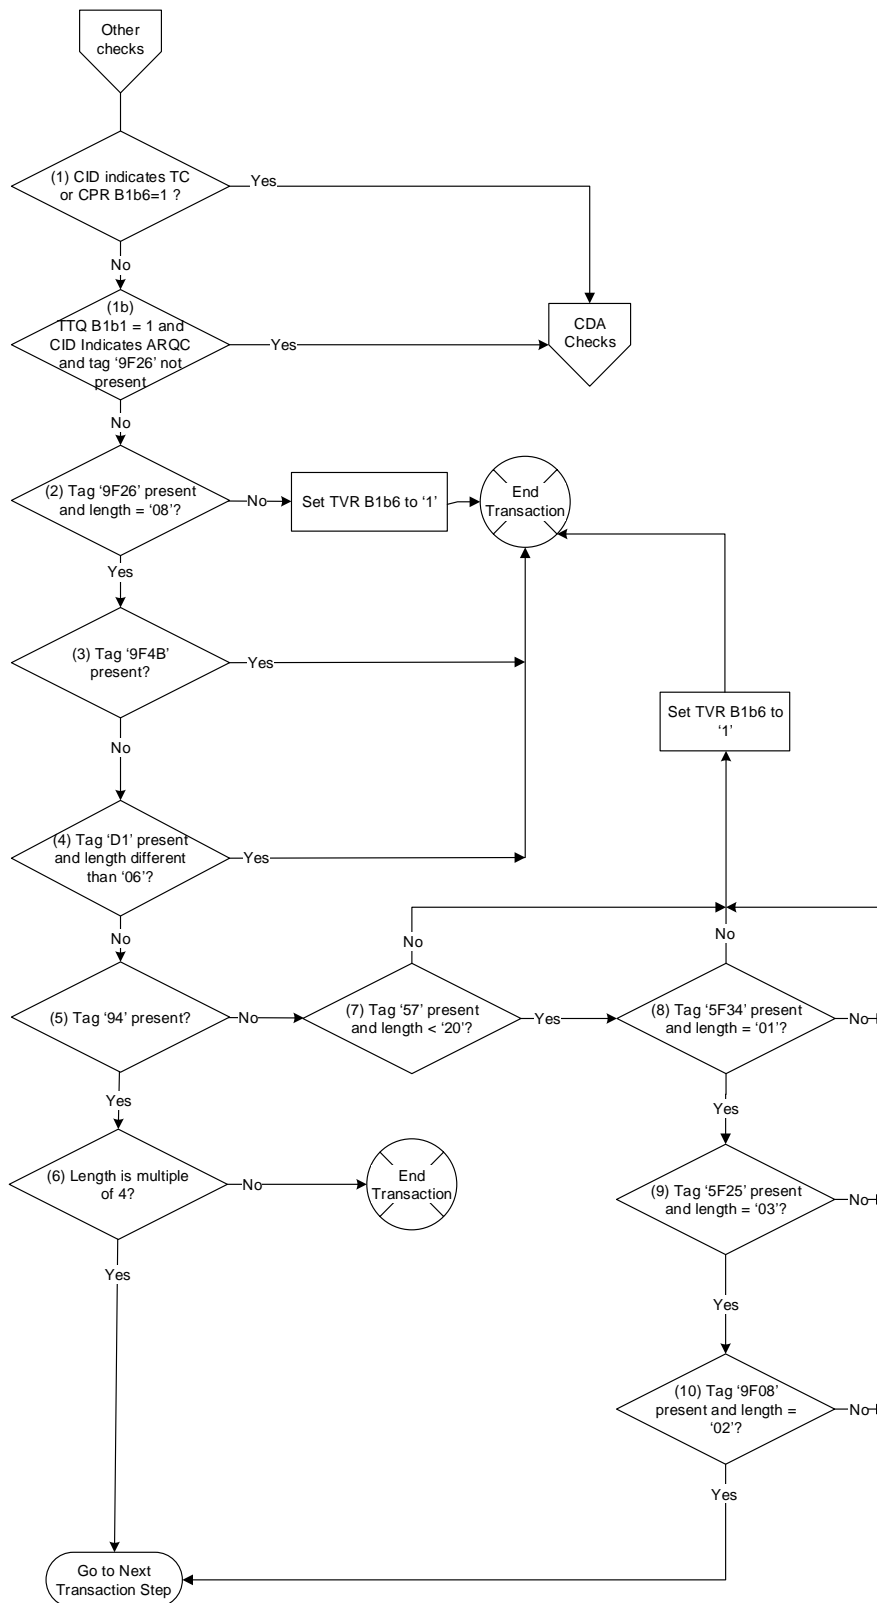 Other
checks
(1) CID indicates TC
or CPR B1b6=1 ?
Yes
No
(1b)
TTQ B1b1 = 1 and
CID Indicates ARQC
and tag ‘9F26’ not
present
Yes
CDA
Checks
No
(2) Tag ‘9F26’ present
and length = ‘08’?
No
Set TVR B1b6 to ‘1’
End
Transaction
Yes
(3) Tag ‘9F4B’
present?
Yes
Set TVR B1b6 to
‘1’
No
(4) Tag ‘D1’ present
and length different
than ‘06’?
Yes
No
No
No
(5) Tag ‘94’ present?
No
(7) Tag ‘57’ present
and length < ‘20’?
Yes
(8) Tag ‘5F34’ present
and length = ‘01’?
No
Yes
Yes
(6) Length is multiple
of 4?
No
End
Transaction
(9) Tag ‘5F25’ present
and length = ‘03’?
No
Yes
Yes
(10) Tag ‘9F08’
present and length =
‘02’?
No
Yes
Go to Next
Transaction Step